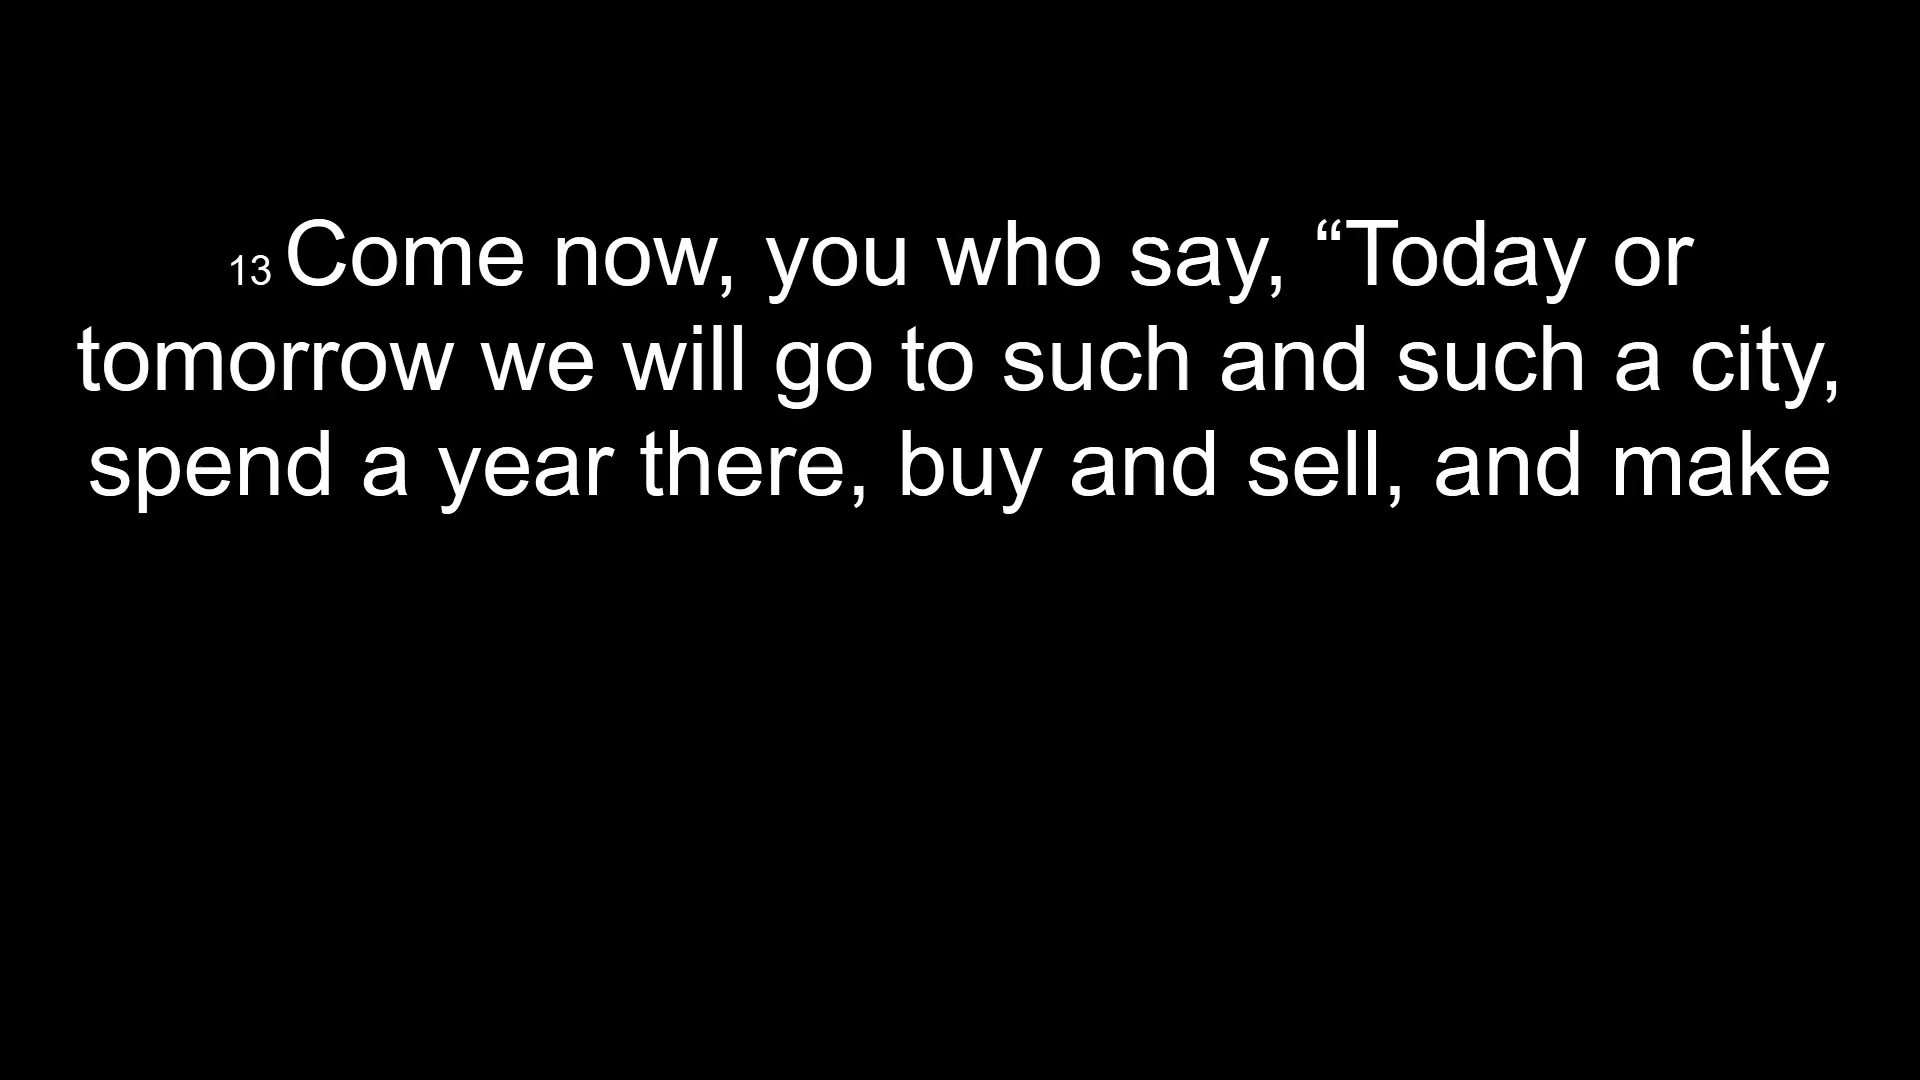 13 Come now, you who say, “Today or
tomorrow we will go to such and such a city,
spend a year there, buy and sell, and make